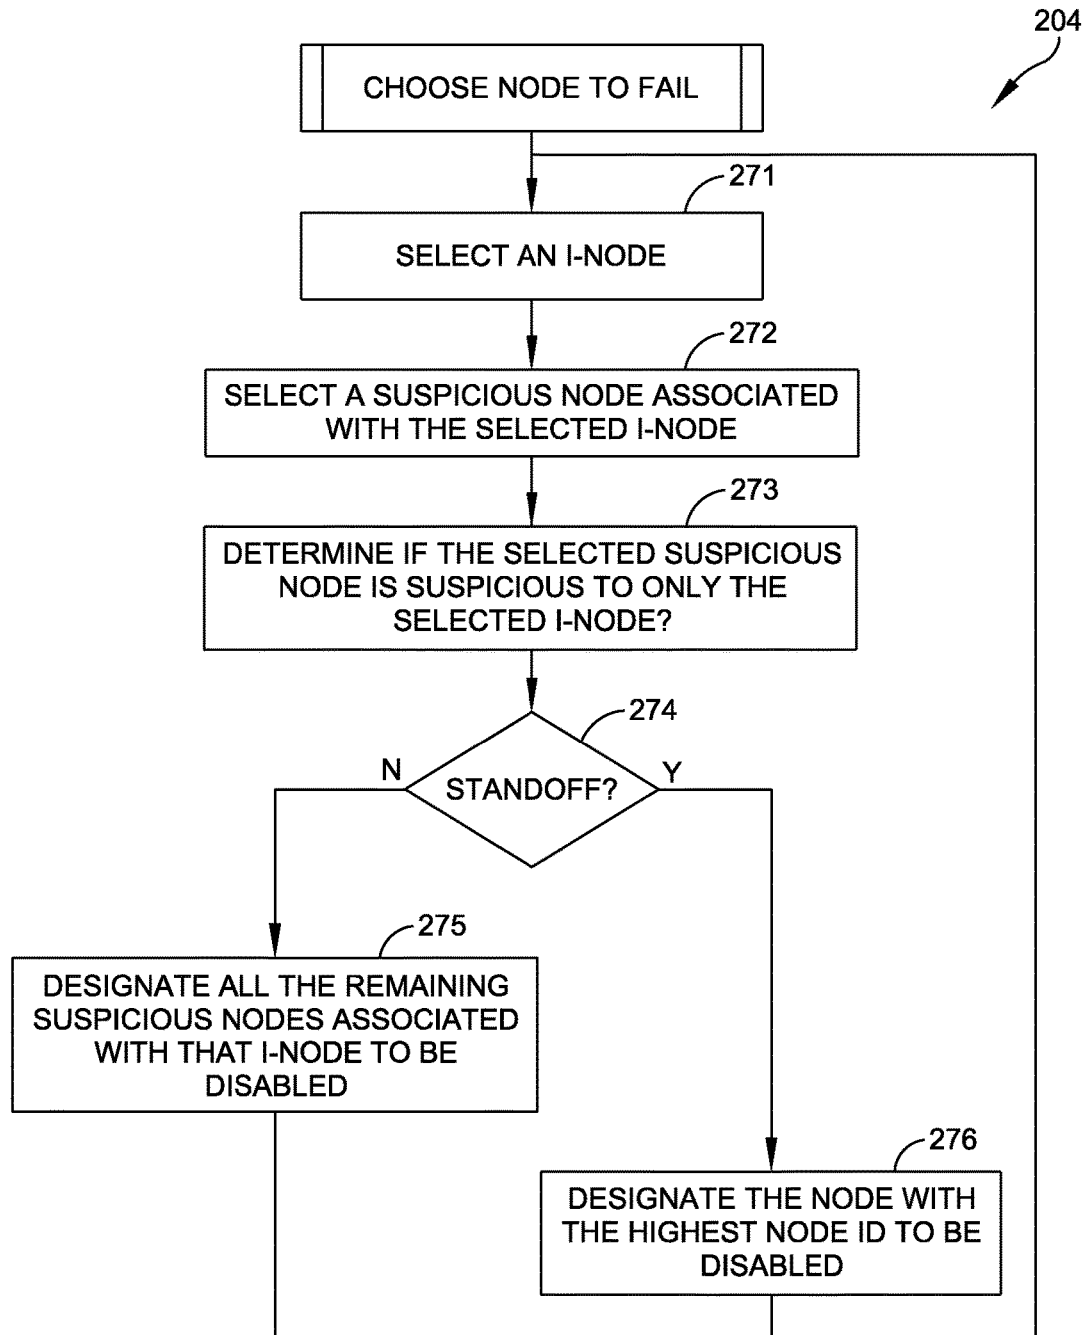 204
CHOOSE NODE TO FAIL
271
SELECT AN I-NODE
272
SELECT A SUSPICIOUS NODE ASSOCIATED
WITH THE SELECTED I-NODE
273
DETERMINE IF THE SELECTED SUSPICIOUS
NODE IS SUSPICIOUS TO ONLY THE
SELECTED I-NODE?
274
N
STANDOFF?
Y
275
DESIGNATE ALL THE REMAINING
SUSPICIOUS NODES ASSOCIATED
WITH THAT I-NODE TO BE
DISABLED
276
DESIGNATE THE NODE WITH
THE HIGHEST NODE ID TO BE
DISABLED